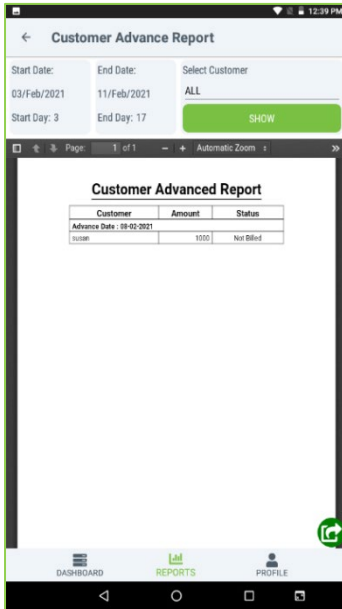 12:39 PM
Customer Advance Report
Start Date: End Date: Select Customer
03/Feb/2021 11/Feb/2021 ALL
Start Day: 3 End Day: 17 SHOW
Page: 1 of 1 Automatic Zoom
Customer Advanced Report
Customer Amount Status
Advance Date : 08-02-2021
susan 1000 Not Billed
DASHBOARD REPORTS PROFILE